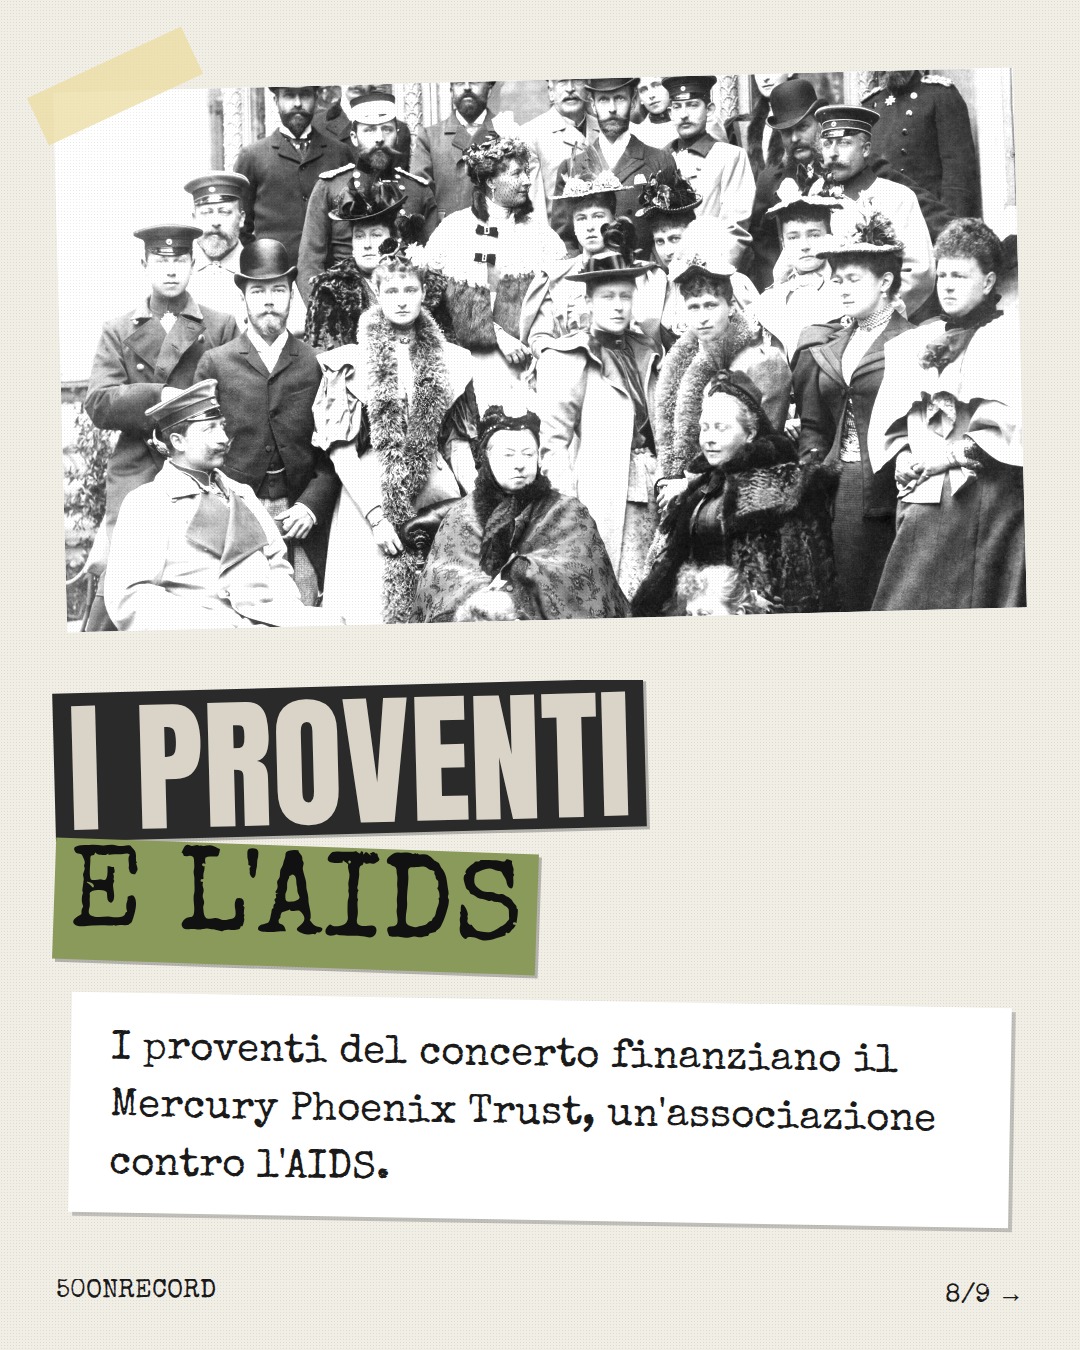 I PROVENTI
E L'AIDS
I proventi del concerto finanziano il
Mercury Phoenix Trust, un'associazione
contro l'AIDS.
50ONRECORD
8/9 →